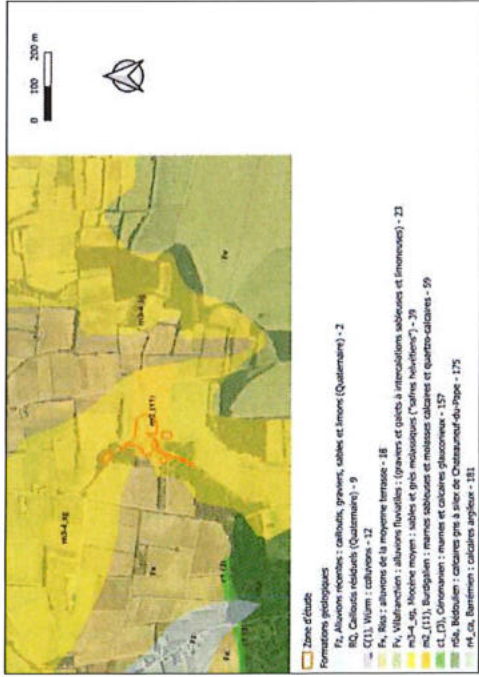 0 100 200 m
m3-4_sg
m3-4_sg
m2_(11)
Fv
Fx
c1_(3)
Fz
Zone d'étude
Formations géologiques
Fz, Alluvions récentes : cailloutis, graviers, sables et limons (Quaternaire) - 2
RQ, Cailloutis résiduels (Quaternaire) - 9
C(1), Würm : colluvions - 12
Fx, Riss : alluvions de la moyenne terrasse - 16
Fv, Villafranchien : alluvions fluviatiles : (graviers et galets à intercalations sableuses et limoneuses) - 23
m3-4_sg, Miocène moyen : sables et grès molassiques ("safres helvétiens") - 39
m2_(11), Burdigalien : marnes sableuses et molasses calcaires et quartzo-calcaires - 59
c1_(3), Cénomanien : marnes et calcaires glauconieux - 157
n5a, Bédoulien : calcaires gris à silex de Chateauneuf-du-Pape - 175
n4_ca, Barrémien : calcaires argileux - 181